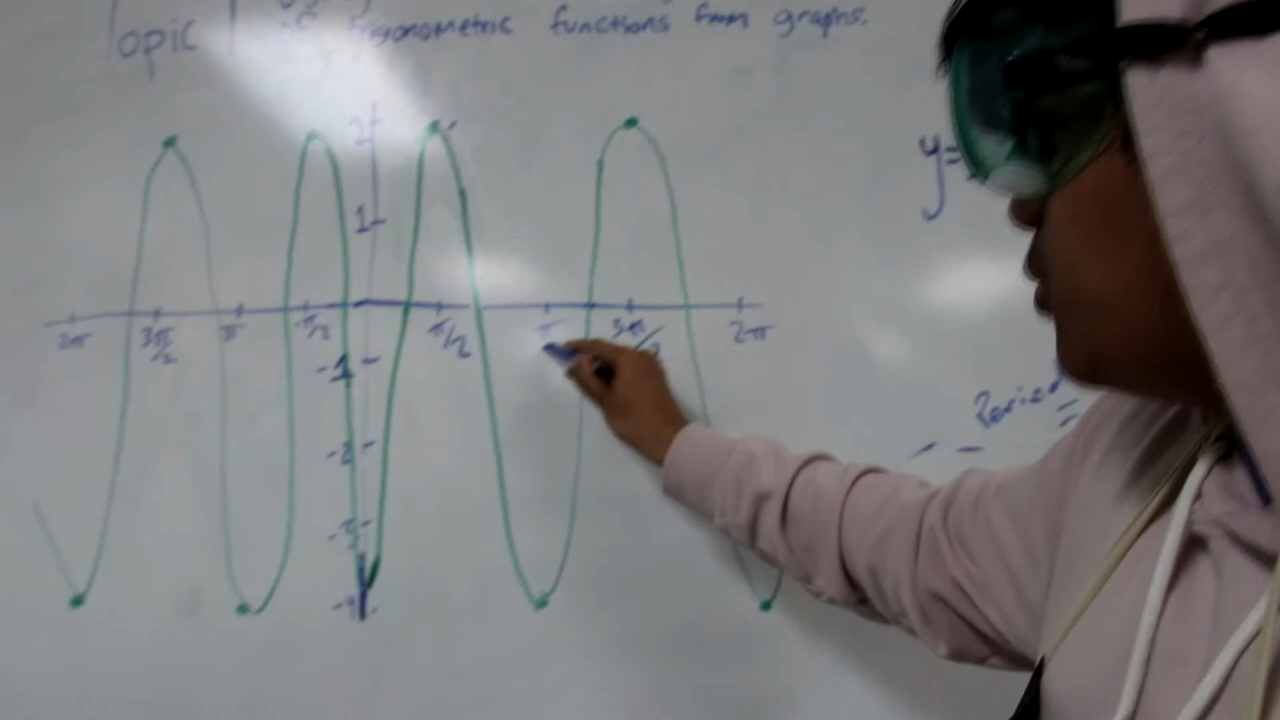 Topic
trigonometric functions from graphs.
2
y=
1
2π 3π/2 π -π/2 π/2 π 3π/2 2π
-1
Period
=
-2
-3
-4